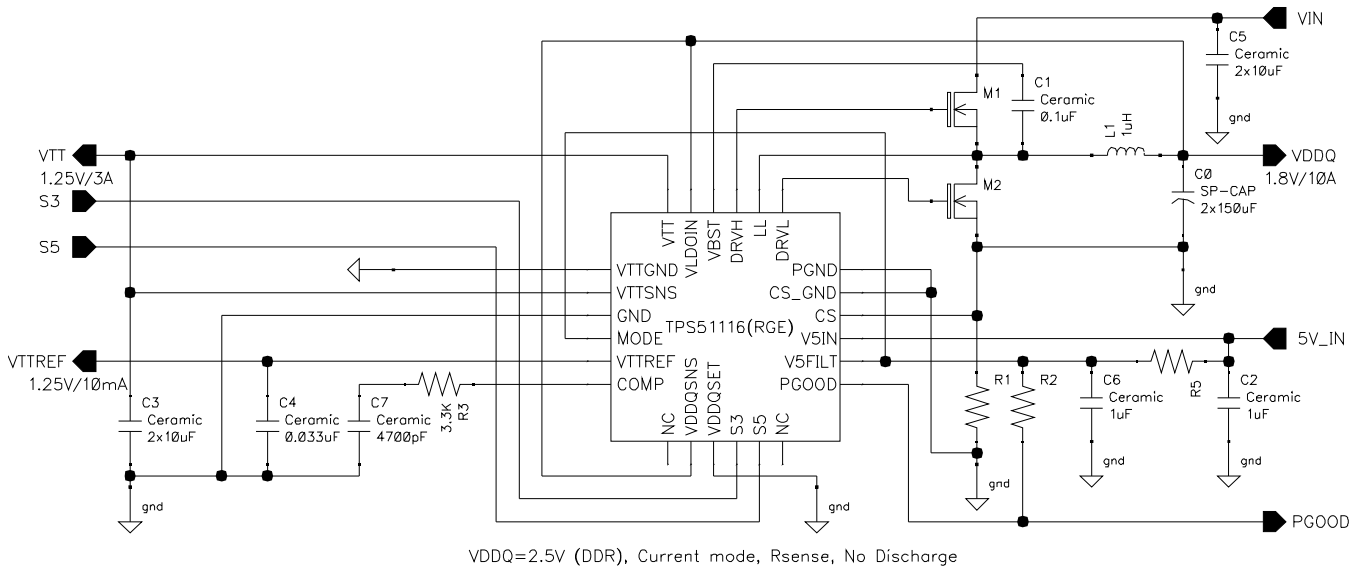 VIN
C5
Ceramic
2x10uF
gnd
M1
C1
Ceramic
0.1uF
L1
1uH
VTT
1.25V/3A
VDDQ
1.8V/10A
M2
C0
SP-CAP
2x150uF
gnd
S3
S5
VTT
VLDOIN
VBST
DRVH
LL
DRVL
VTTGND
PGND
VTTSNS
CS_GND
GND
CS
TPS51116(RGE)
MODE
V5IN
5V_IN
VTTREF
1.25V/10mA
VTTREF
V5FILT
COMP
PGOOD
NC
VDDQSNS
VDDQSET
S3
S5
NC
C3
Ceramic
2x10uF
C4
Ceramic
0.033uF
C7
Ceramic
4700pF
3.3K
R3
R1
R2
C6
Ceramic
1uF
R5
C2
Ceramic
1uF
gnd
gnd
gnd
gnd
gnd
PGOOD
VDDQ=2.5V (DDR), Current mode, Rsense, No Discharge